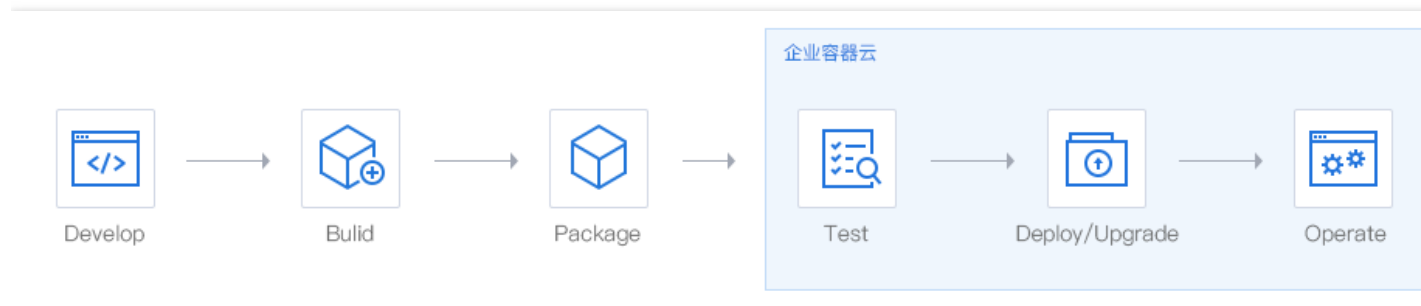 企业容器云
</>
Develop
Bulid
Package
Test
Deploy/Upgrade
Operate